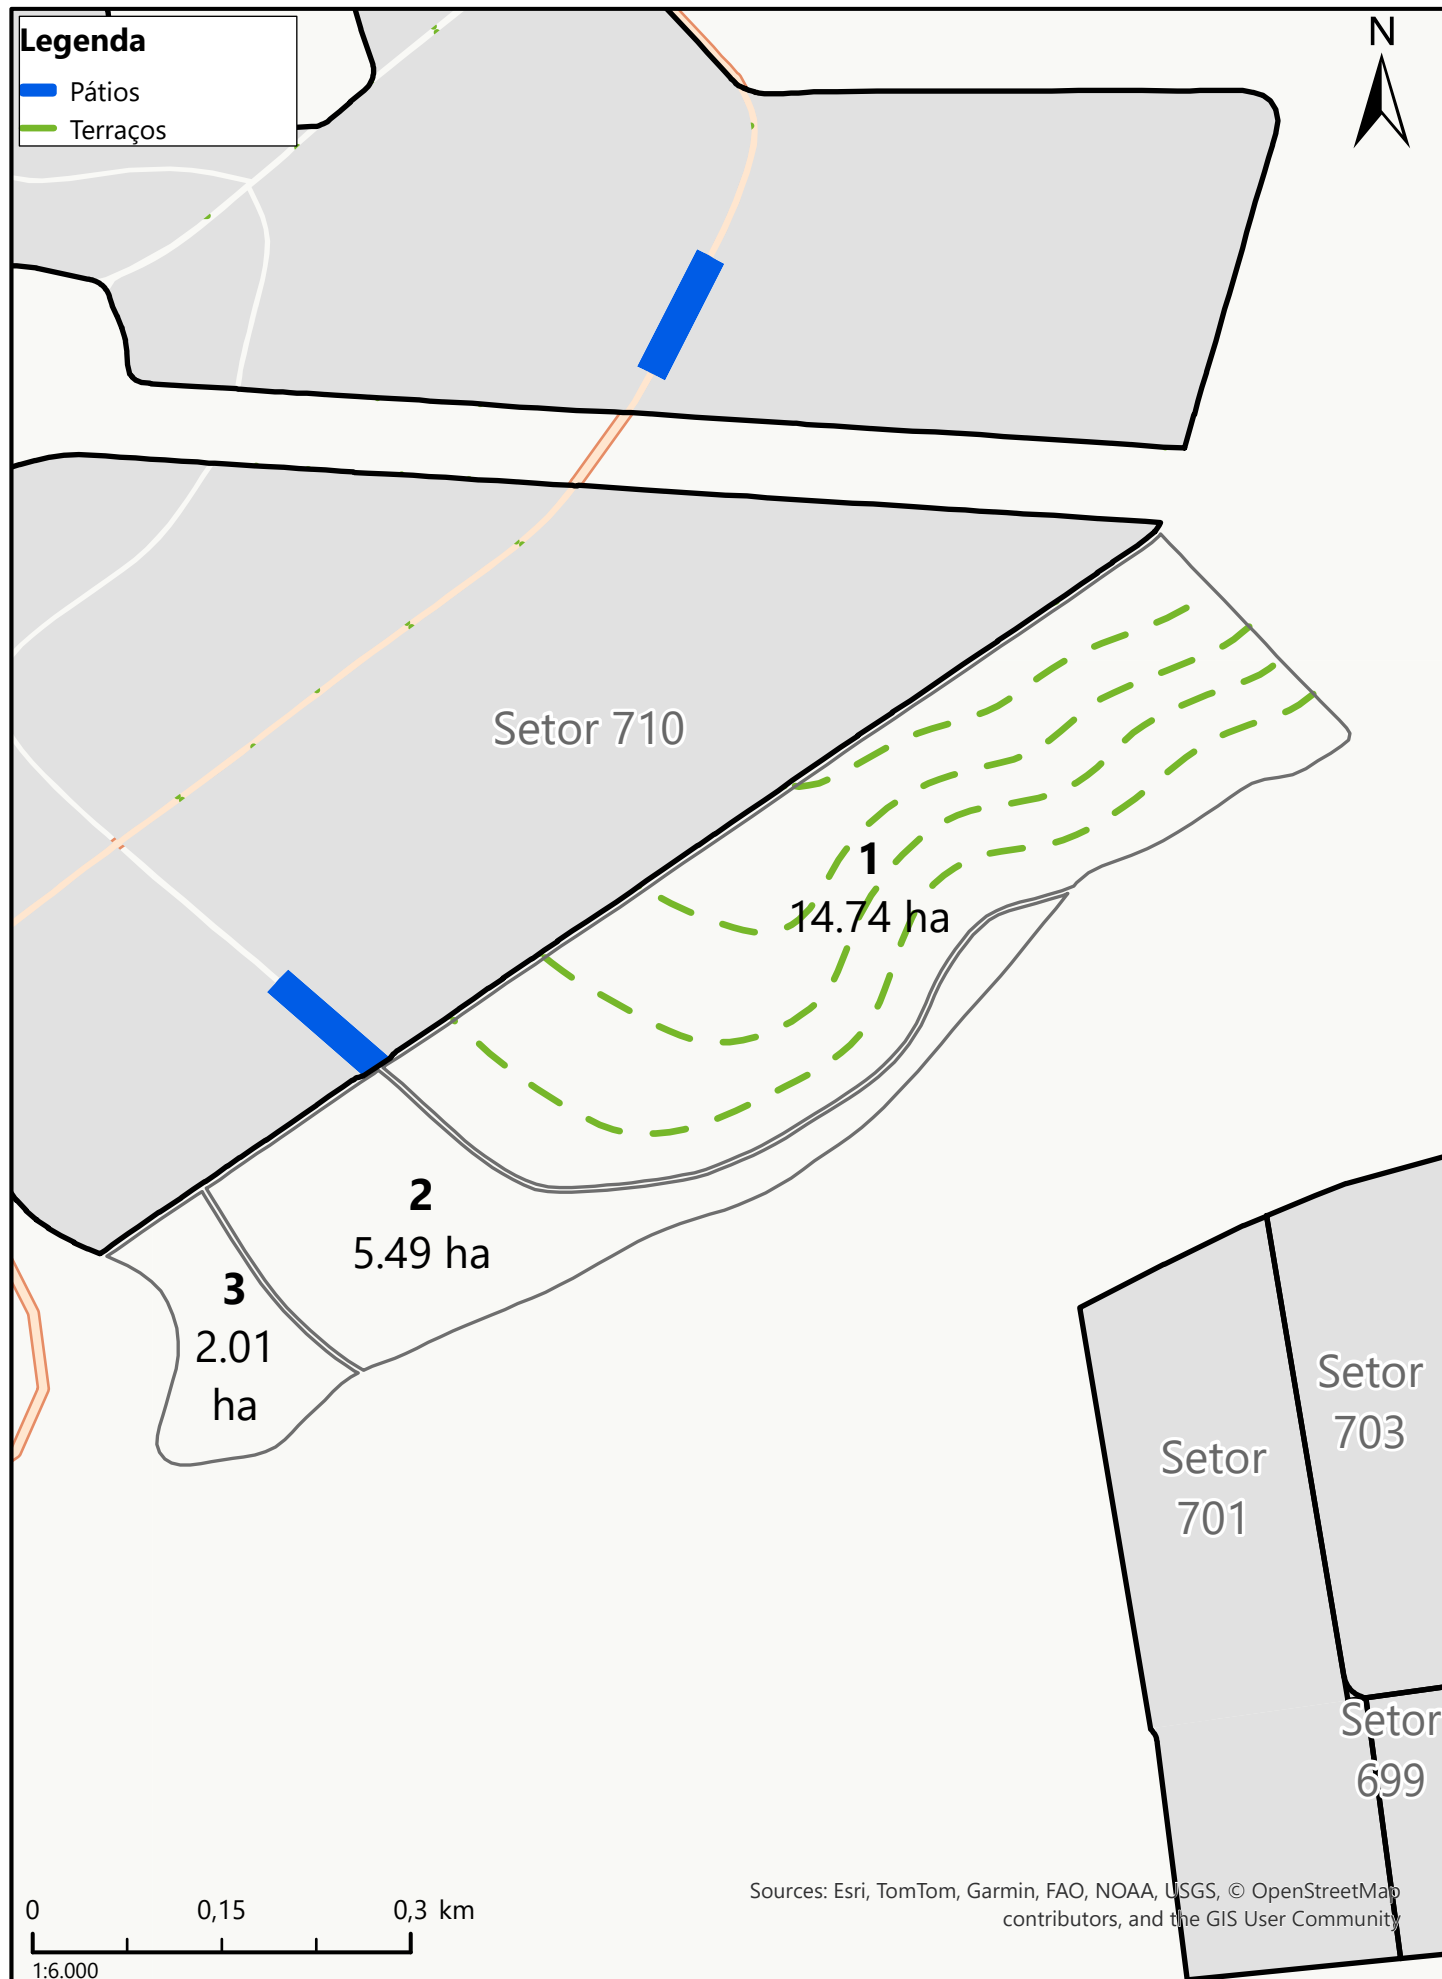 Legenda
Pátios
Terraços
N
Setor 710
1
14.74 ha
2
5.49 ha
3
2.01
ha
Setor
703
Setor
701
Setor
699
Sources: Esri, TomTom, Garmin, FAO, NOAA, USGS, © OpenStreetMap
contributors, and the GIS User Community
0 0,15 0,3 km
1:6.000